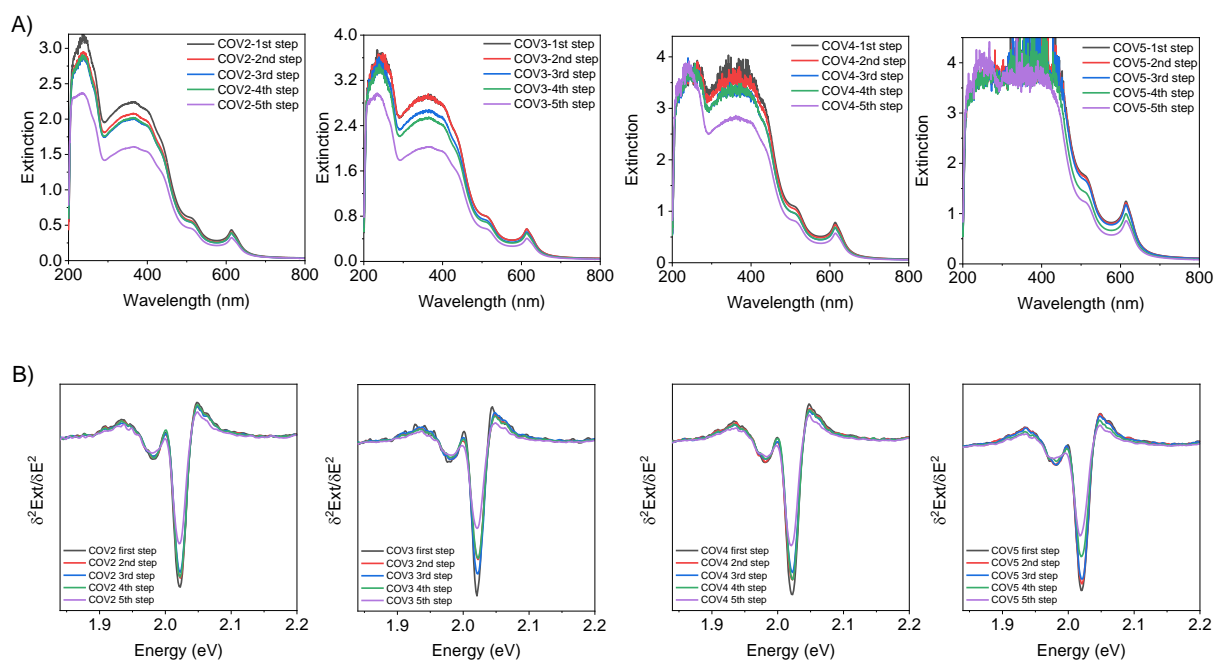 A)
COV2-1st step
COV2-2nd step
COV2-3rd step
COV2-4th step
COV2-5th step
Extinction
3.0
2.5
2.0
1.5
1.0
0.5
0.0
200 400 600 800
Wavelength (nm)
COV3-1st step
COV3-2nd step
COV3-3rd step
COV3-4th step
COV3-5th step
Extinction
4.0
3.2
2.4
1.6
0.8
0.0
200 300 400 500 600 700 800
Wavelength (nm)
COV4-1st step
COV4-2nd step
COV4-3rd step
COV4-4th step
COV4-5th step
Extinction
4
3
2
1
0
200 400 600 800
Wavelength (nm)
COV5-1st step
COV5-2nd step
COV5-3rd step
COV5-4th step
COV5-5th step
Extinction
4
3
2
1
0
200 400 600 800
Wavelength (nm)
B)
δ²Ext/δE²
COV2 first step
COV2 2nd step
COV2 3rd step
COV2 4th step
COV2 5th step
1.9 2.0 2.1 2.2
Energy (eV)
δ²Ext/δE²
COV3 first step
COV3 2nd step
COV3 3rd step
COV3 4th step
COV3 5th step
1.9 2.0 2.1 2.2
Energy (eV)
δ²Ext/δE²
COV4 first step
COV4 2nd step
COV4 3rd step
COV4 4th step
COV4 5th step
1.9 2.0 2.1 2.2
Energy (eV)
δ²Ext/δE²
COV5 first step
COV5 2nd step
COV5 3rd step
COV5 4th step
COV5 5th step
1.9 2.0 2.1 2.2
Energy (eV)